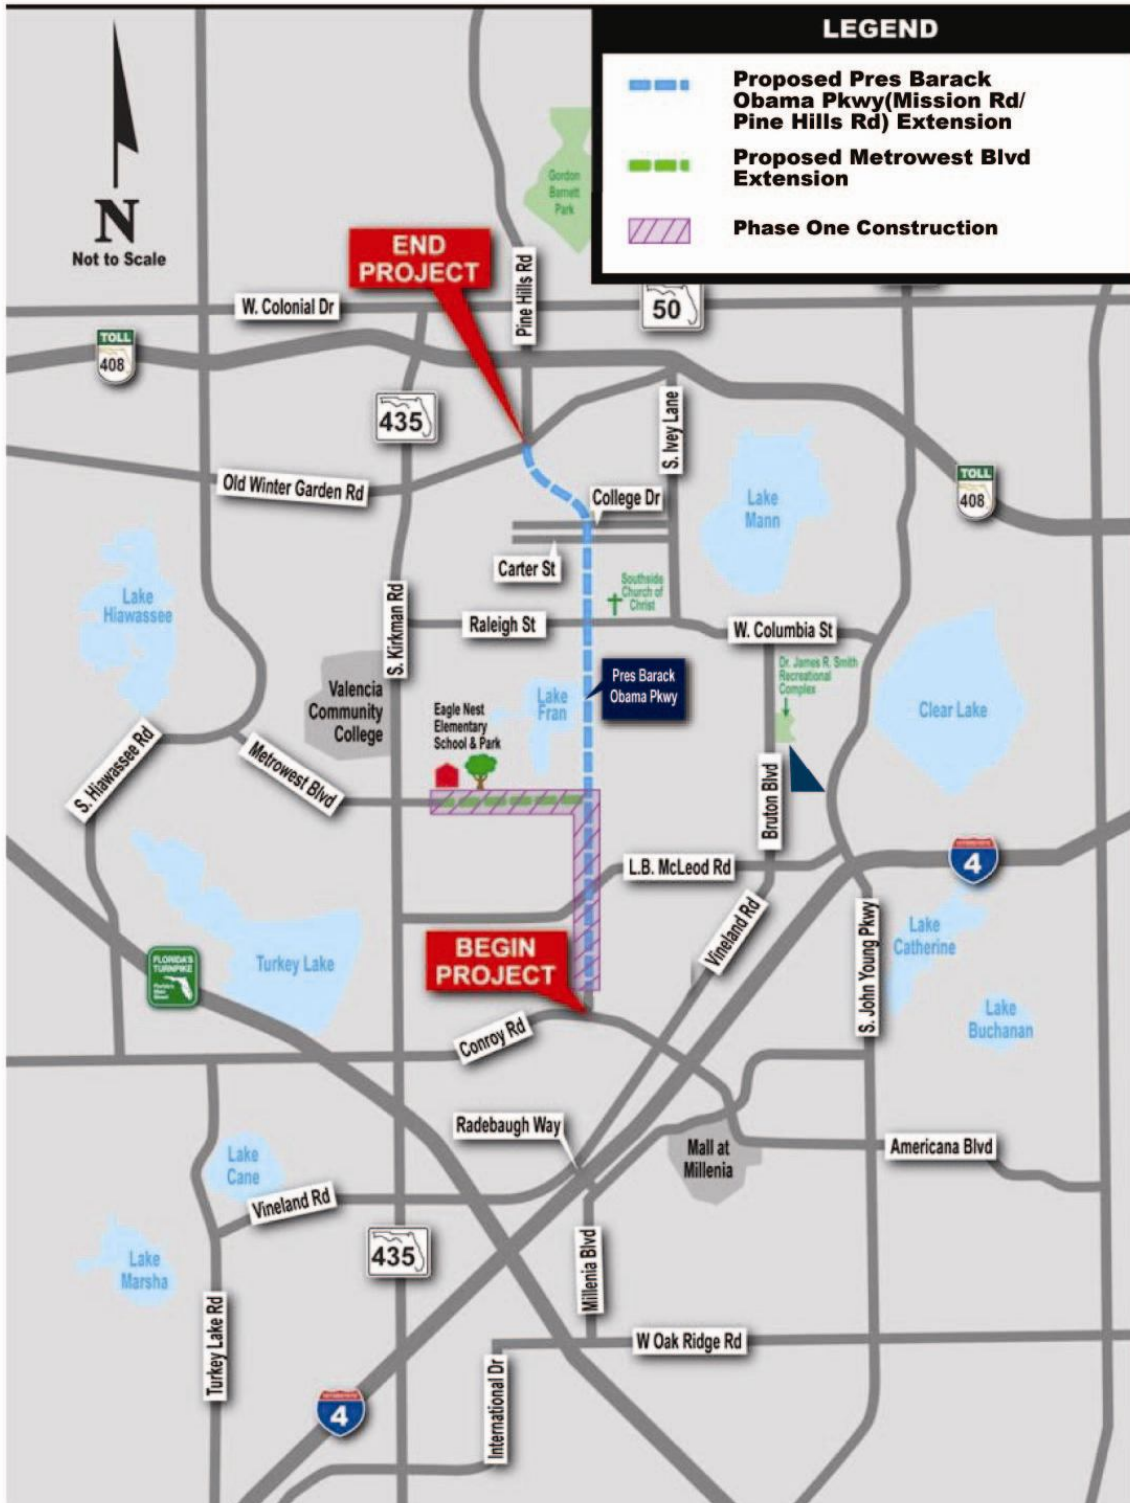 LEGEND
Proposed Pres Barack
Obama Pkwy(Mission Rd/
Pine Hills Rd) Extension
Proposed Metrowest Blvd
Extension
Phase One Construction
N
Not to Scale
Gordon
Barnett
Park
END
PROJECT
Pine Hills Rd
W. Colonial Dr
50
TOLL
408
435
S. Ivey Lane
Old Winter Garden Rd
College Dr
Lake
Mann
TOLL
408
Carter St
Southside
Church of
Christ
Lake
Hiawassee
S. Kirkman Rd
Raleigh St
W. Columbia St
Dr. James R. Smith
Recreational
Complex
Valencia
Community
College
Pres Barack
Obama Pkwy
Lake
Fran
Eagle Nest
Elementary
School & Park
Clear Lake
S. Hiawassee Rd
Metrowest Blvd
Bruton Blvd
L.B. McLeod Rd
INTERSTATE
4
Vineland Rd
S. John Young Pkwy
Lake
Catherine
BEGIN
PROJECT
FLORIDA'S
TURNPIKE
Turkey Lake
Lake
Buchanan
Conroy Rd
Radebaugh Way
Mall at
Millenia
Americana Blvd
Lake
Cane
Vineland Rd
435
Millenia Blvd
Lake
Marsha
Turkey Lake Rd
W Oak Ridge Rd
International Dr
INTERSTATE
4